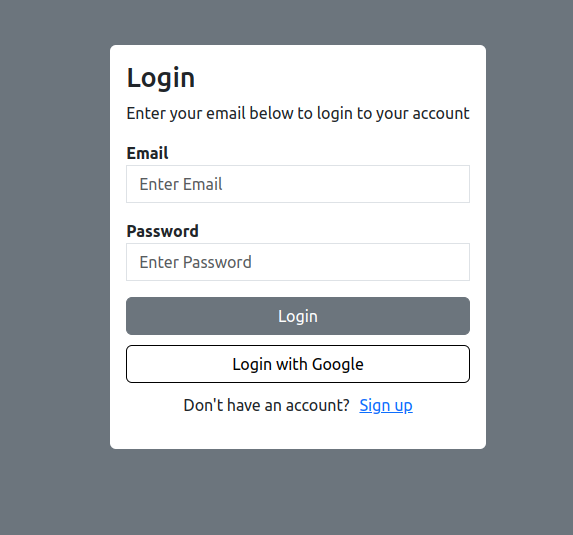 Login
Enter your email below to login to your account
Email
Enter Email
Password
Enter Password
Login
Login with Google
Don't have an account? Sign up